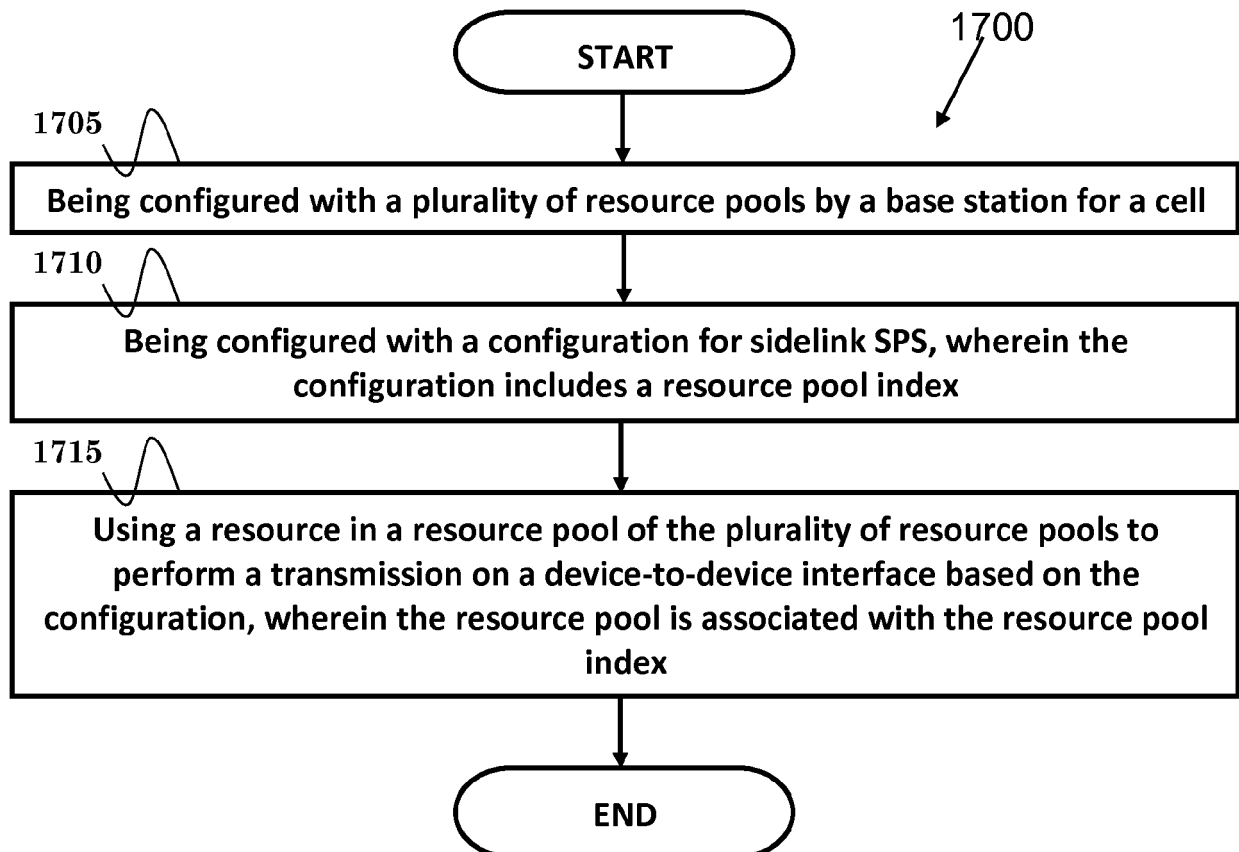 START
1700
1705
Being configured with a plurality of resource pools by a base station for a cell
1710
Being configured with a configuration for sidelink SPS, wherein the
configuration includes a resource pool index
1715
Using a resource in a resource pool of the plurality of resource pools to
perform a transmission on a device-to-device interface based on the
configuration, wherein the resource pool is associated with the resource pool
index
END